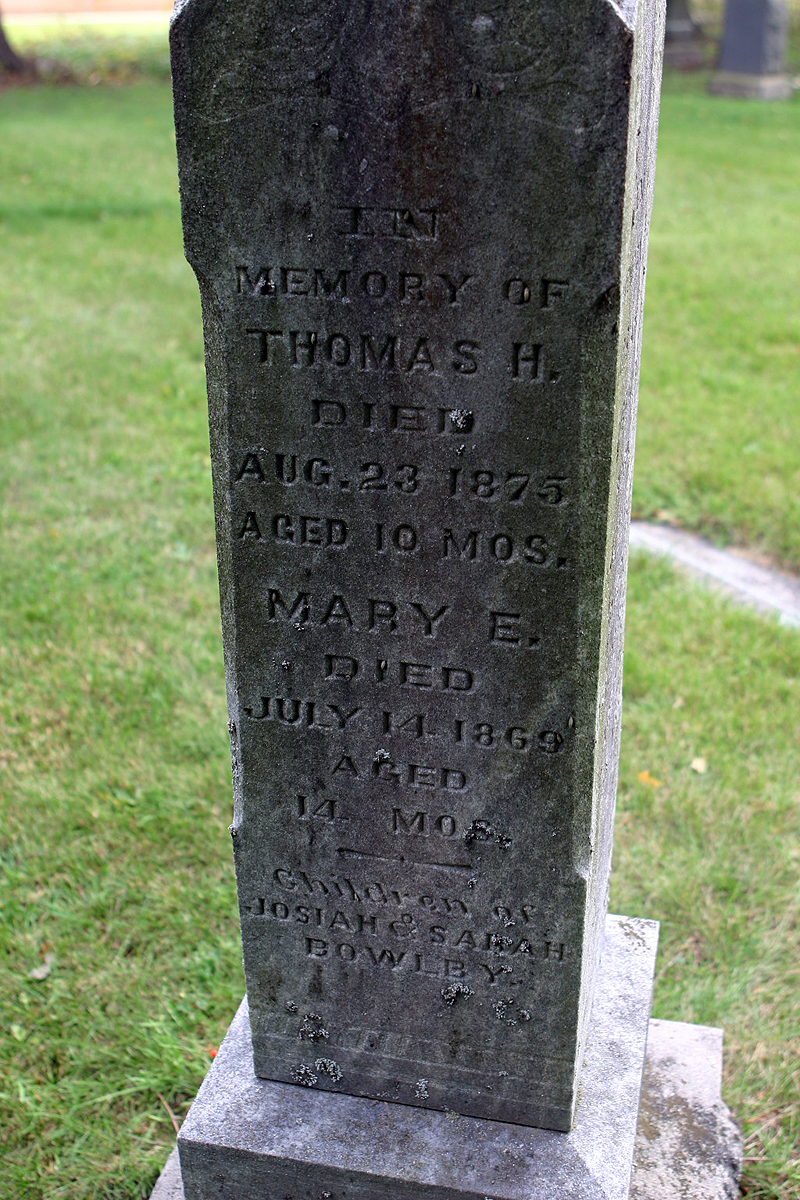 IN
MEMORY OF
THOMAS H.
DIED
AUG. 23 1875
AGED 10 MOS.
MARY E.
DIED
JULY 14. 1869
AGED
14. MOS.
Children of
JOSIAH & SARAH
BOWLBY.